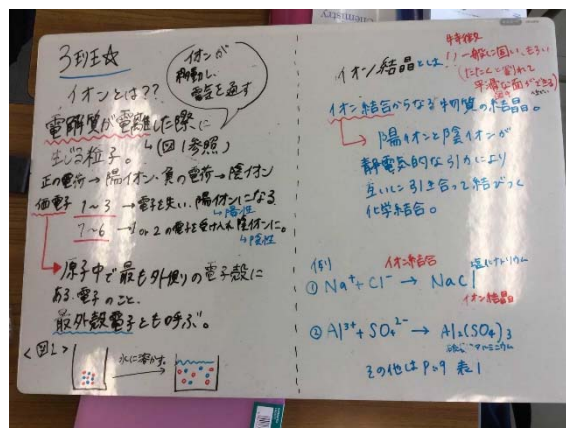 3班☆
イオンが
移動し、
電気を通す
イオンとは??
電解質が電離した際に
生じる粒子。
(図1参照)
正の電荷→陽イオン・負の電荷→陰イオン
価電子 1~3 →電子を失い、陽イオンになる
陽性
7~6 →1 or 2の電子を受け入れ陰イオンに。
陰性
原子中で最も外側の電子殻に
ある電子のこと。
最外殻電子とも呼ぶ。
<図1>
水に溶かす。
イオン結晶とは
特徴
一般に固い、もろい
(たたくと割れて
平滑な面ができる)
イオン結合からなる物質の結晶。
陽イオンと陰イオンが
静電気的な引力により
互いに引き合って結びつく
化学結合。
例) イオン結合 塩化ナトリウム
① Na⁺+Cl⁻ → NaCl
イオン結晶
② Al³⁺+SO₄²⁻ → Al₂(SO₄)₃
硫酸アルミニウム
その他は P29 表1